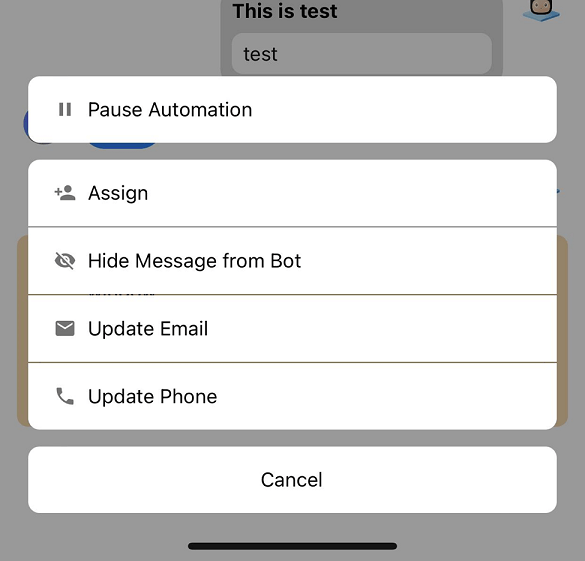 This is test
test
Pause Automation
Assign
Hide Message from Bot
Update Email
Update Phone
Cancel